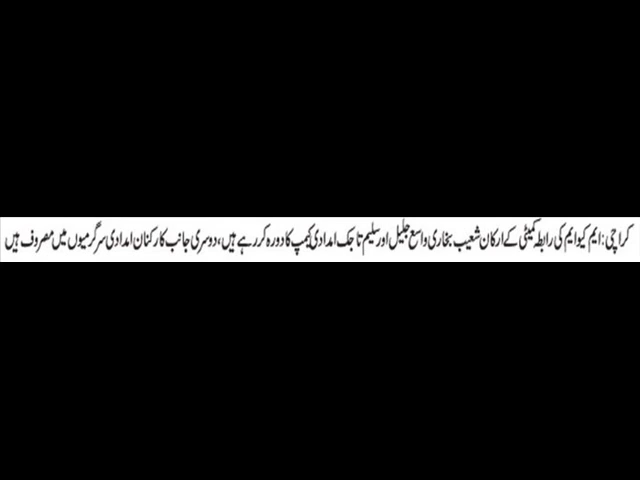 کراچی: ایم کیو ایم کی رابطہ کمیٹی کے ارکان شعیب بخاری واسع جلیل اور سلیم تاجک امدادی کیمپ کا دورہ کر رہے ہیں، دوسری جانب کارکنان امدادی سرگرمیوں میں مصروف ہیں